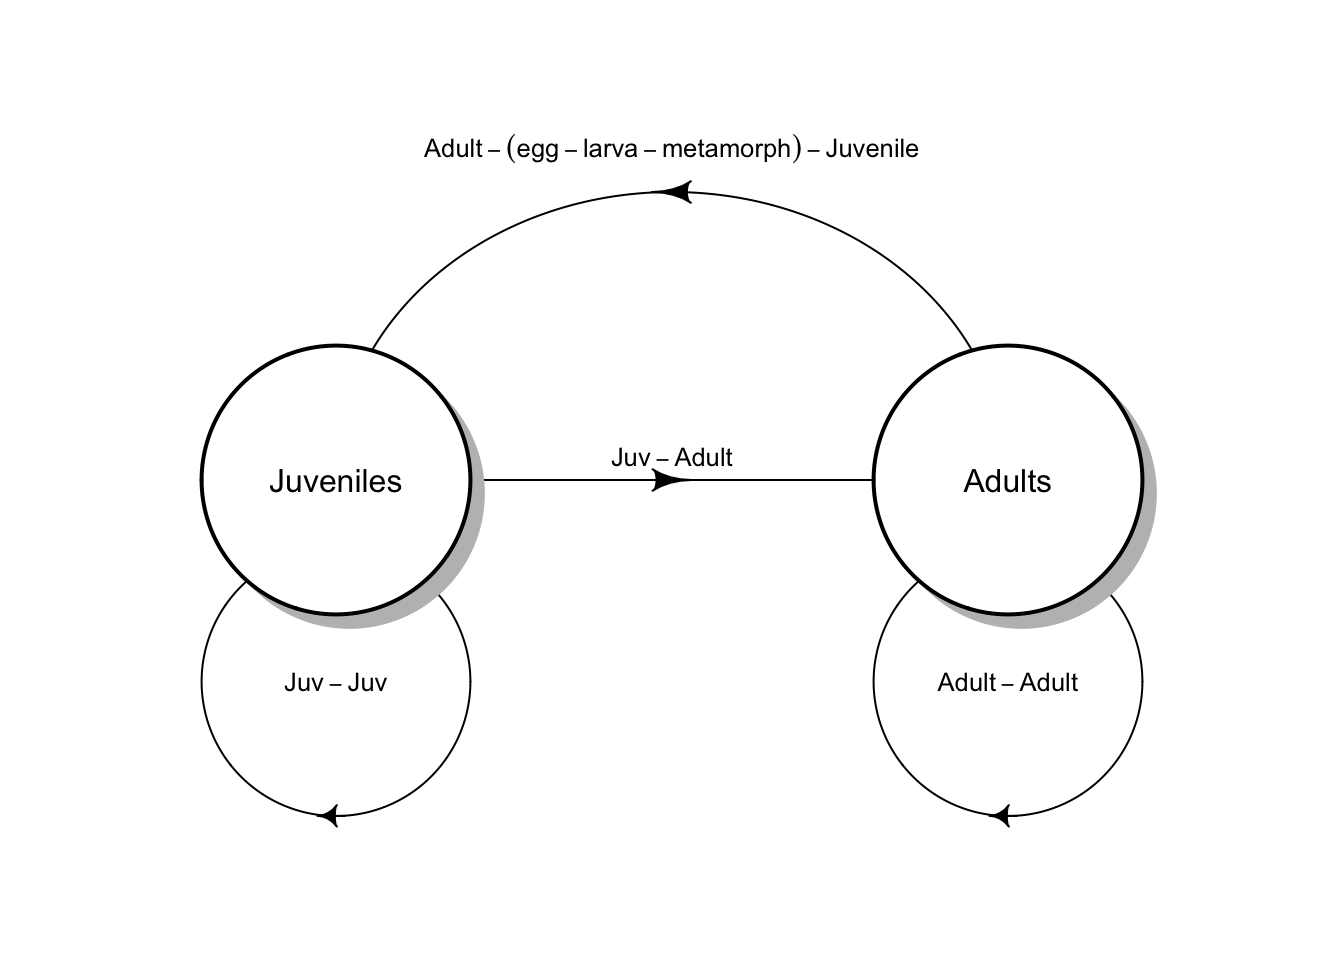 Adult – (egg – larva – metamorph) – Juvenile
Juv – Adult
Juveniles
Adults
Juv – Juv
Adult – Adult